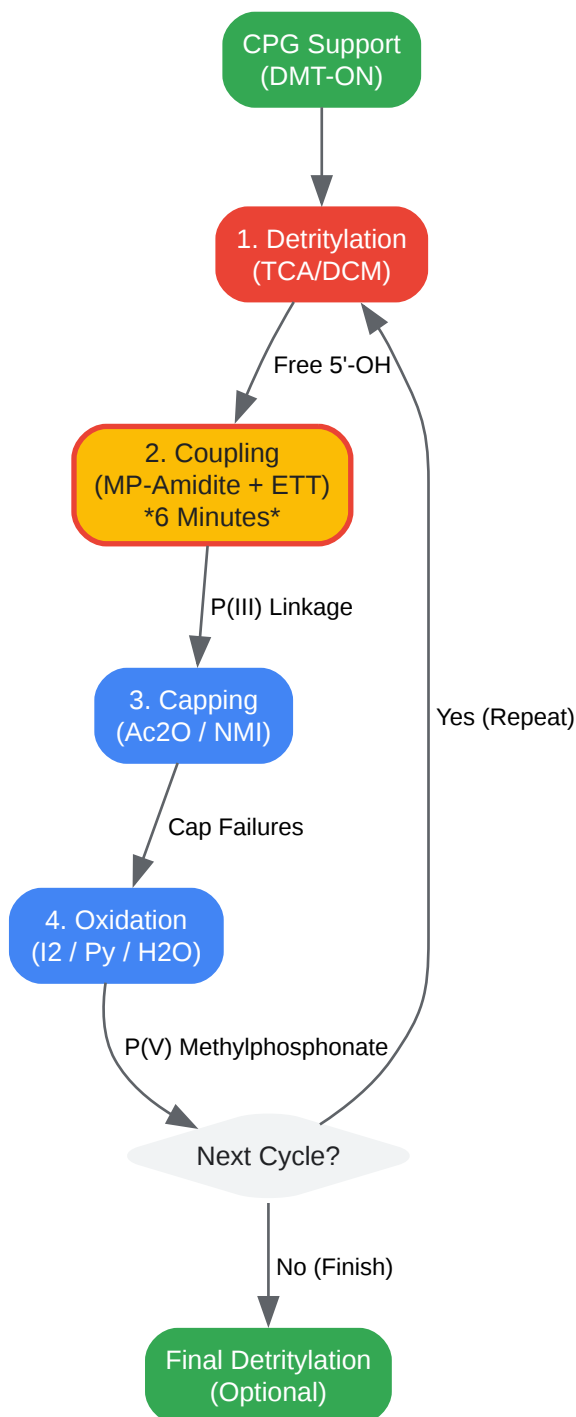 CPG Support
(DMT-ON)
1. Detritylation
(TCA/DCM)
Free 5'-OH
2. Coupling
(MP-Amidite + ETT)
*6 Minutes*
P(III) Linkage
3. Capping
(Ac2O / NMI)
Yes (Repeat)
Cap Failures
4. Oxidation
(I2 / Py / H2O)
P(V) Methylphosphonate
Next Cycle?
No (Finish)
Final Detritylation
(Optional)